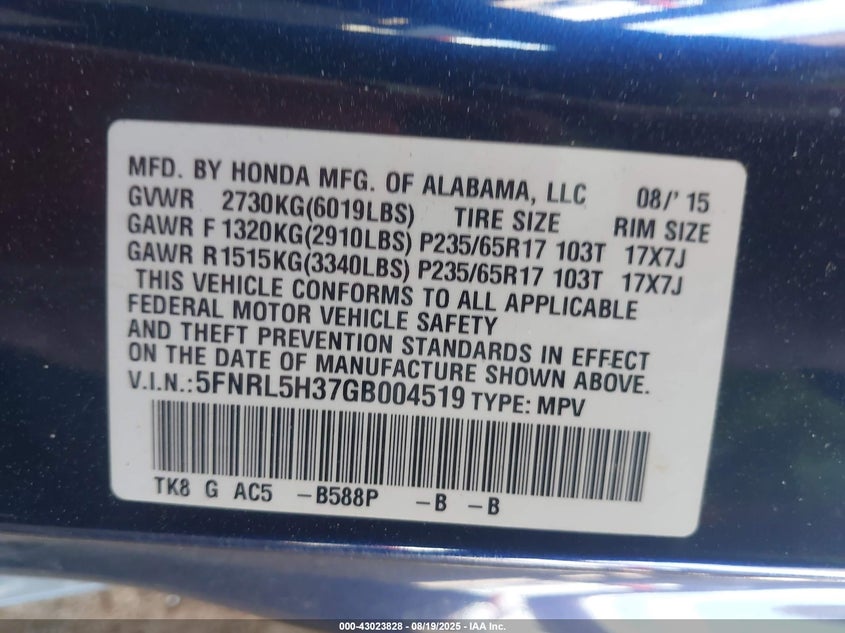 MFD. BY HONDA MFG. OF ALABAMA, LLC 08/' 15
GVWR 2730KG(6019LBS) TIRE SIZE RIM SIZE
GAWR F 1320KG(2910LBS) P235/65R17 103T 17X7J
GAWR R1515KG(3340LBS) P235/65R17 103T 17X7J
THIS VEHICLE CONFORMS TO ALL APPLICABLE
FEDERAL MOTOR VEHICLE SAFETY
AND THEFT PREVENTION STANDARDS IN EFFECT
ON THE DATE OF MANUFACTURE SHOWN ABOVE.
V.I.N.:5FNRL5H37GB004519 TYPE: MPV
TK8 G AC5 -B588P -B -B
000-43023828 - 08/19/2025 - IAA Inc.